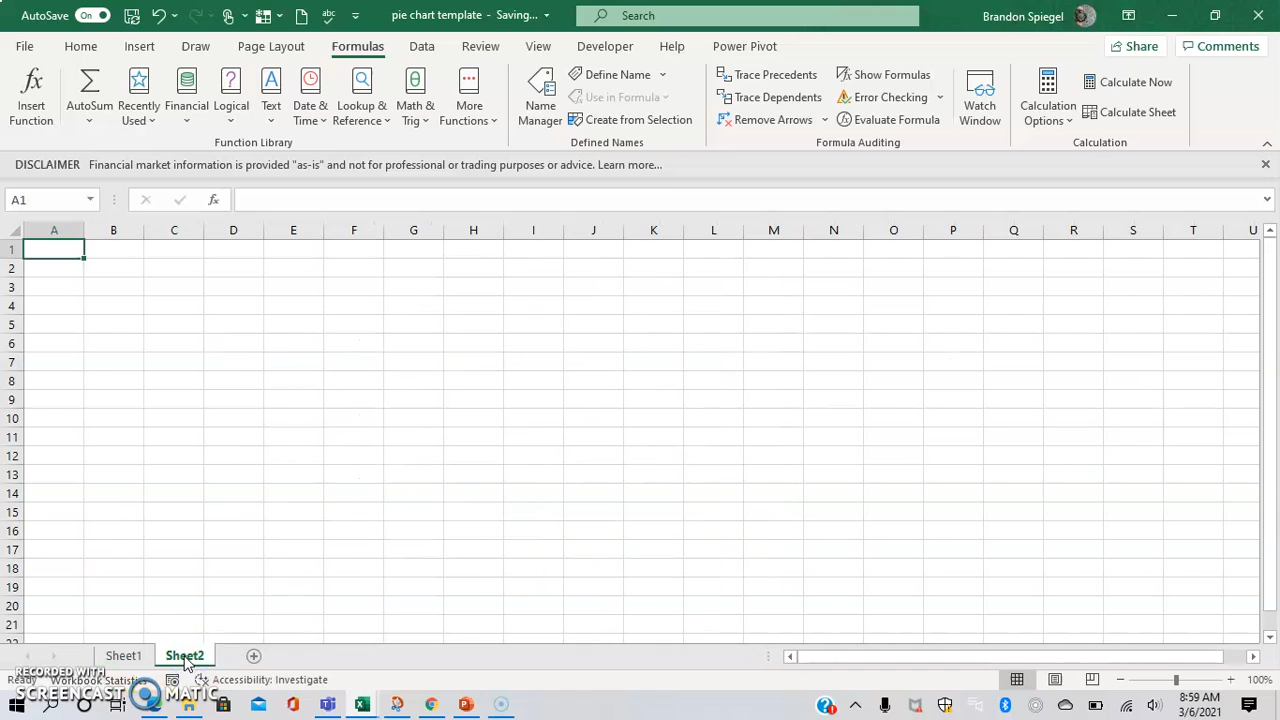 AutoSave On pie chart template - Saving... Search Brandon Spiegel
File Home Insert Draw Page Layout Formulas Data Review View Developer Help Power Pivot Share Comments
Insert Function AutoSum Recently Used Financial Logical Text Date & Time Lookup & Reference Math & Trig More Functions
Function Library
Name Manager Define Name Use in Formula Create from Selection
Defined Names
Trace Precedents Show Formulas
Trace Dependents Error Checking
Remove Arrows Evaluate Formula
Formula Auditing
Watch Window
Calculation Options Calculate Now Calculate Sheet
Calculation
DISCLAIMER Financial market information is provided "as-is" and not for professional or trading purposes or advice. Learn more...
A1 fx
A B C D E F G H I J K L M N O P Q R S T U
1
2
3
4
5
6
7
8
9
10
11
12
13
14
15
16
17
18
19
20
21
22
Sheet1 Sheet2
Ready Workbook Statistics Accessibility: Investigate 100%
RECORDED WITH
SCREENCAST MATIC
8:59 AM
3/6/2021